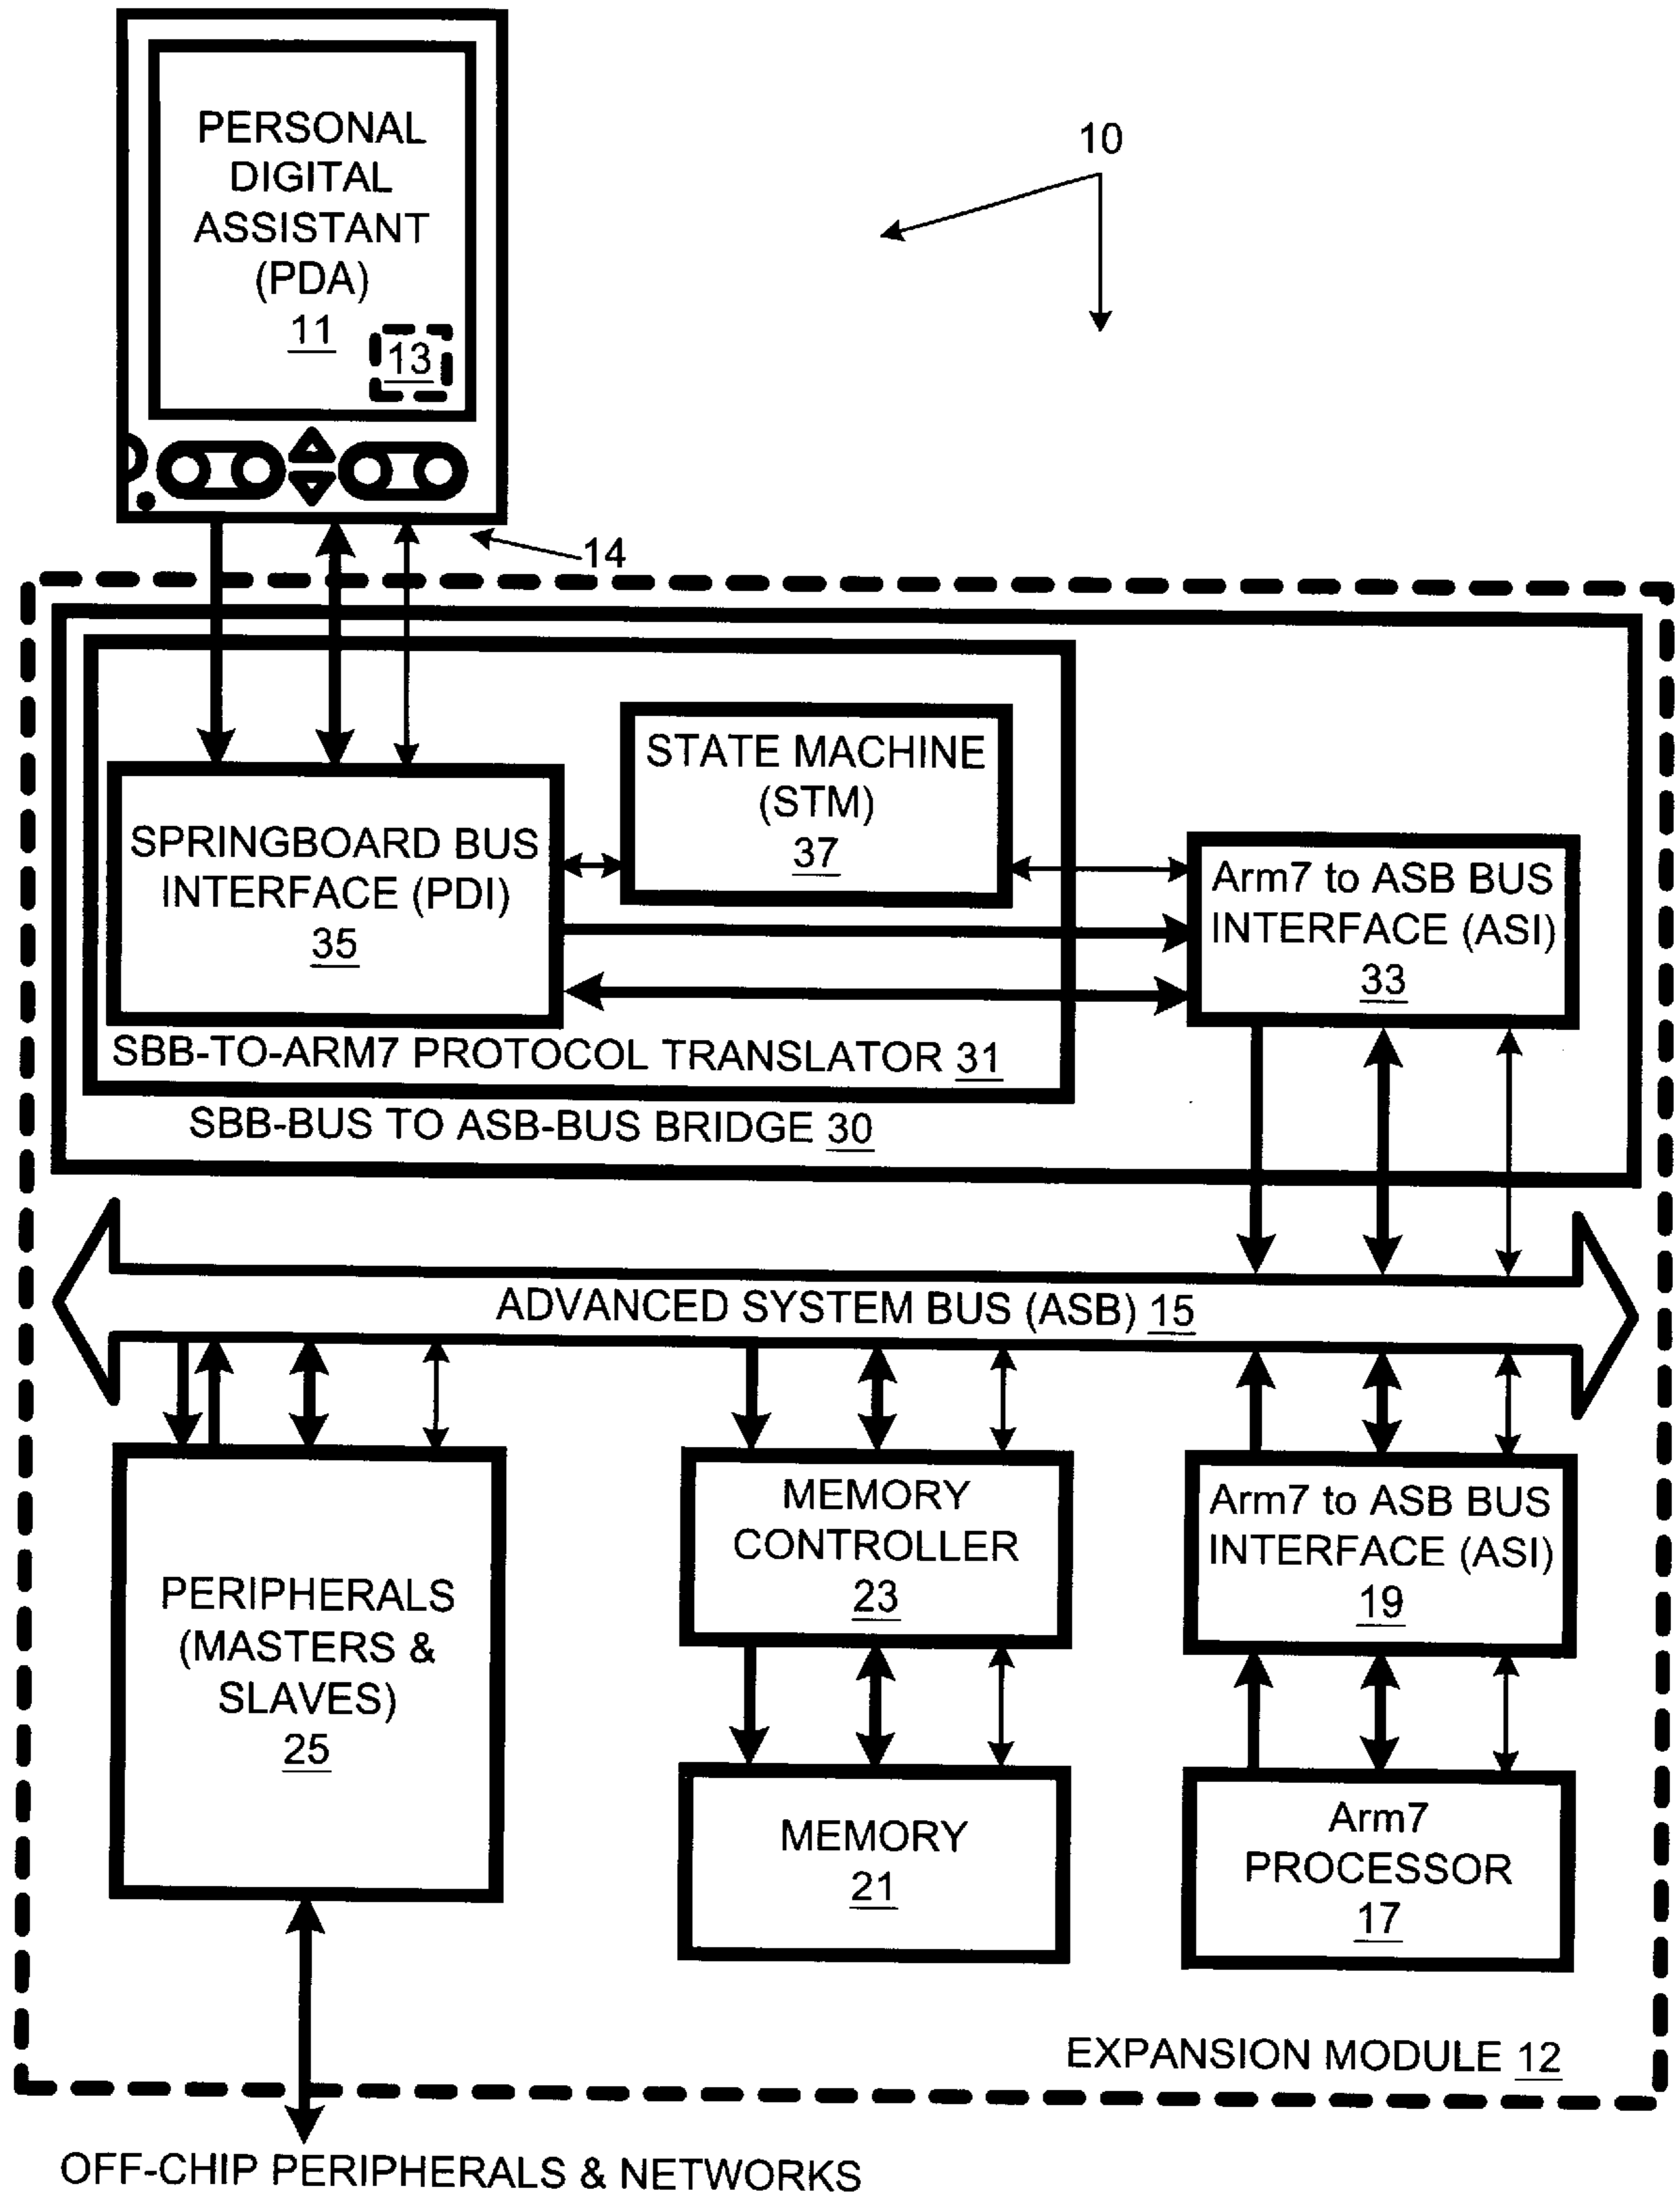 PERSONAL
DIGITAL
ASSISTANT
(PDA)
11
13
10
14
STATE MACHINE
(STM)
37
SPRINGBOARD BUS
INTERFACE (PDI)
35
Arm7 to ASB BUS
INTERFACE (ASI)
33
SBB-TO-ARM7 PROTOCOL TRANSLATOR 31
SBB-BUS TO ASB-BUS BRIDGE 30
ADVANCED SYSTEM BUS (ASB) 15
PERIPHERALS
(MASTERS &
SLAVES)
25
MEMORY
CONTROLLER
23
Arm7 to ASB BUS
INTERFACE (ASI)
19
MEMORY
21
Arm7
PROCESSOR
17
EXPANSION MODULE 12
OFF-CHIP PERIPHERALS & NETWORKS